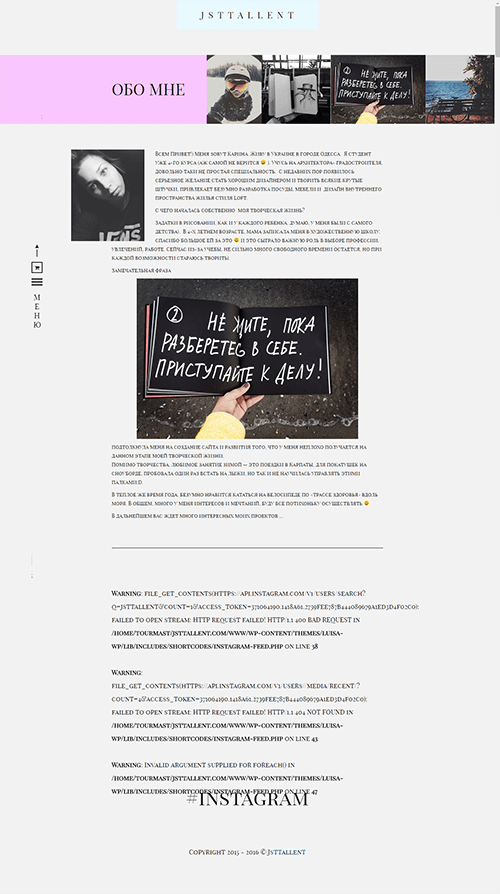 JSTTALLENT
ОБО МНЕ
② НЕ ЖДИТЕ, ПОКА
РАЗБЕРЕТЕСЬ В СЕБЕ.
ПРИСТУПАЙТЕ К ДЕЛУ!
МЕНЮ
Всем Привет!) Меня зовут Карина. Живу в Украине в городе Одесса. Я студент
уже 4-го курса (аж самой не верится 😀 ). Учусь на архитектора- градостроителя,
довольно таки не простая специальность. С недавних пор появилось
серьезное желание стать хорошим дизайнером и творить всякие крутые
штучки, привлекает безумно разработка посуды, мебели и дизайн внутреннего
пространства жилья стиля loft.
С чего началась собственно моя творческая жизнь?
Задатки в рисовании, как и у каждого ребенка, думаю, у меня были с самого
детства). В 4-х летнем возрасте, мама записала меня в художественную школу,
спасибо большое ей за это 😀 и это сыграло важную роль в выборе профессии,
увлечений, работе. Сейчас из-за учебы, не сильно много свободного времени остается, но при
каждой возможности стараюсь творить).
Замечательная фраза
② НЕ ЖДИТЕ, ПОКА
РАЗБЕРЕТЕСЬ В СЕБЕ.
ПРИСТУПАЙТЕ К ДЕЛУ!
подтолкнула меня на создание сайта и развития того, что у меня неплохо получается на
данном этапе моей творческой жизни.
Помимо творчества, любимое занятие зимой — это поездки в Карпаты, для покатушек на
сноуборде, пробовала один раз встать на лыжи, но так и не научилась управлять этими
палками:D.
В теплое же время года, безумно нравится кататься на велосипеде по «трассе здоровья» вдоль
моря. В общем, много у меня интересов и мечтаний, буду все потихоньку осуществлять 😀
В дальнейшем вас ждет много интересных моих проектов ...
Warning: file_get_contents(https://api.instagram.com/v1/users/search?
q=jsttallent&count=1&access_token=371064190.1418a61.2739fee787b444089679a1ed3d4f02c0):
failed to open stream: HTTP request failed! HTTP/1.1 400 BAD REQUEST in
/home/tourmast/jsttallent.com/www/wp-content/themes/luisa-
wp/lib/includes/shortcodes/instagram-feed.php on line 38
Warning:
file_get_contents(https://api.instagram.com/v1/users//media/recent/?
count=4&access_token=371064190.1418a61.2739fee787b444089679a1ed3d4f02c0):
failed to open stream: HTTP request failed! HTTP/1.1 404 NOT FOUND in
/home/tourmast/jsttallent.com/www/wp-content/themes/luisa-
wp/lib/includes/shortcodes/instagram-feed.php on line 43
Warning: Invalid argument supplied for foreach() in
/home/tourmast/jsttallent.com/www/wp-content/themes/luisa-
wp/lib/includes/shortcodes/instagram-feed.php on line 47
#INSTAGRAM
Copyright 2015 - 2016 © JstTallent